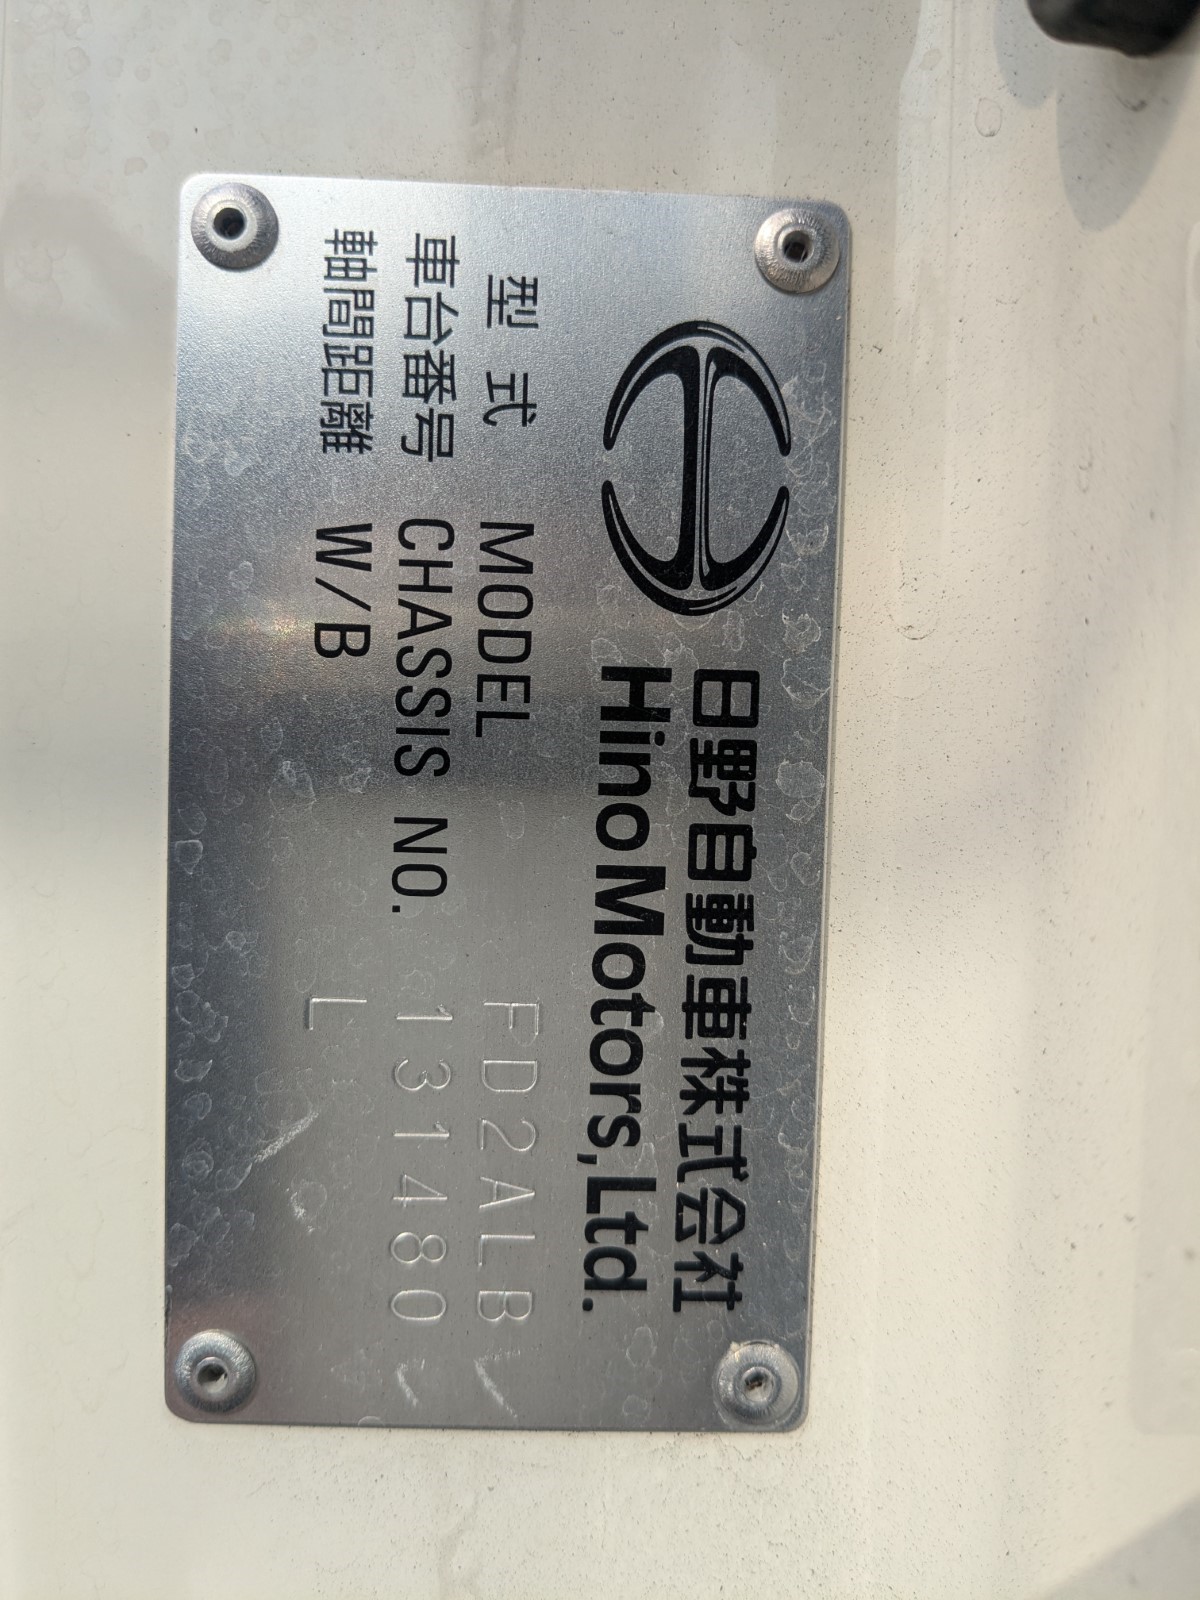 日野自動車株式会社
Hino Motors, Ltd.
型式 MODEL FD2ALB
車台番号 CHASSIS NO. 131480
軸間距離 W/B L